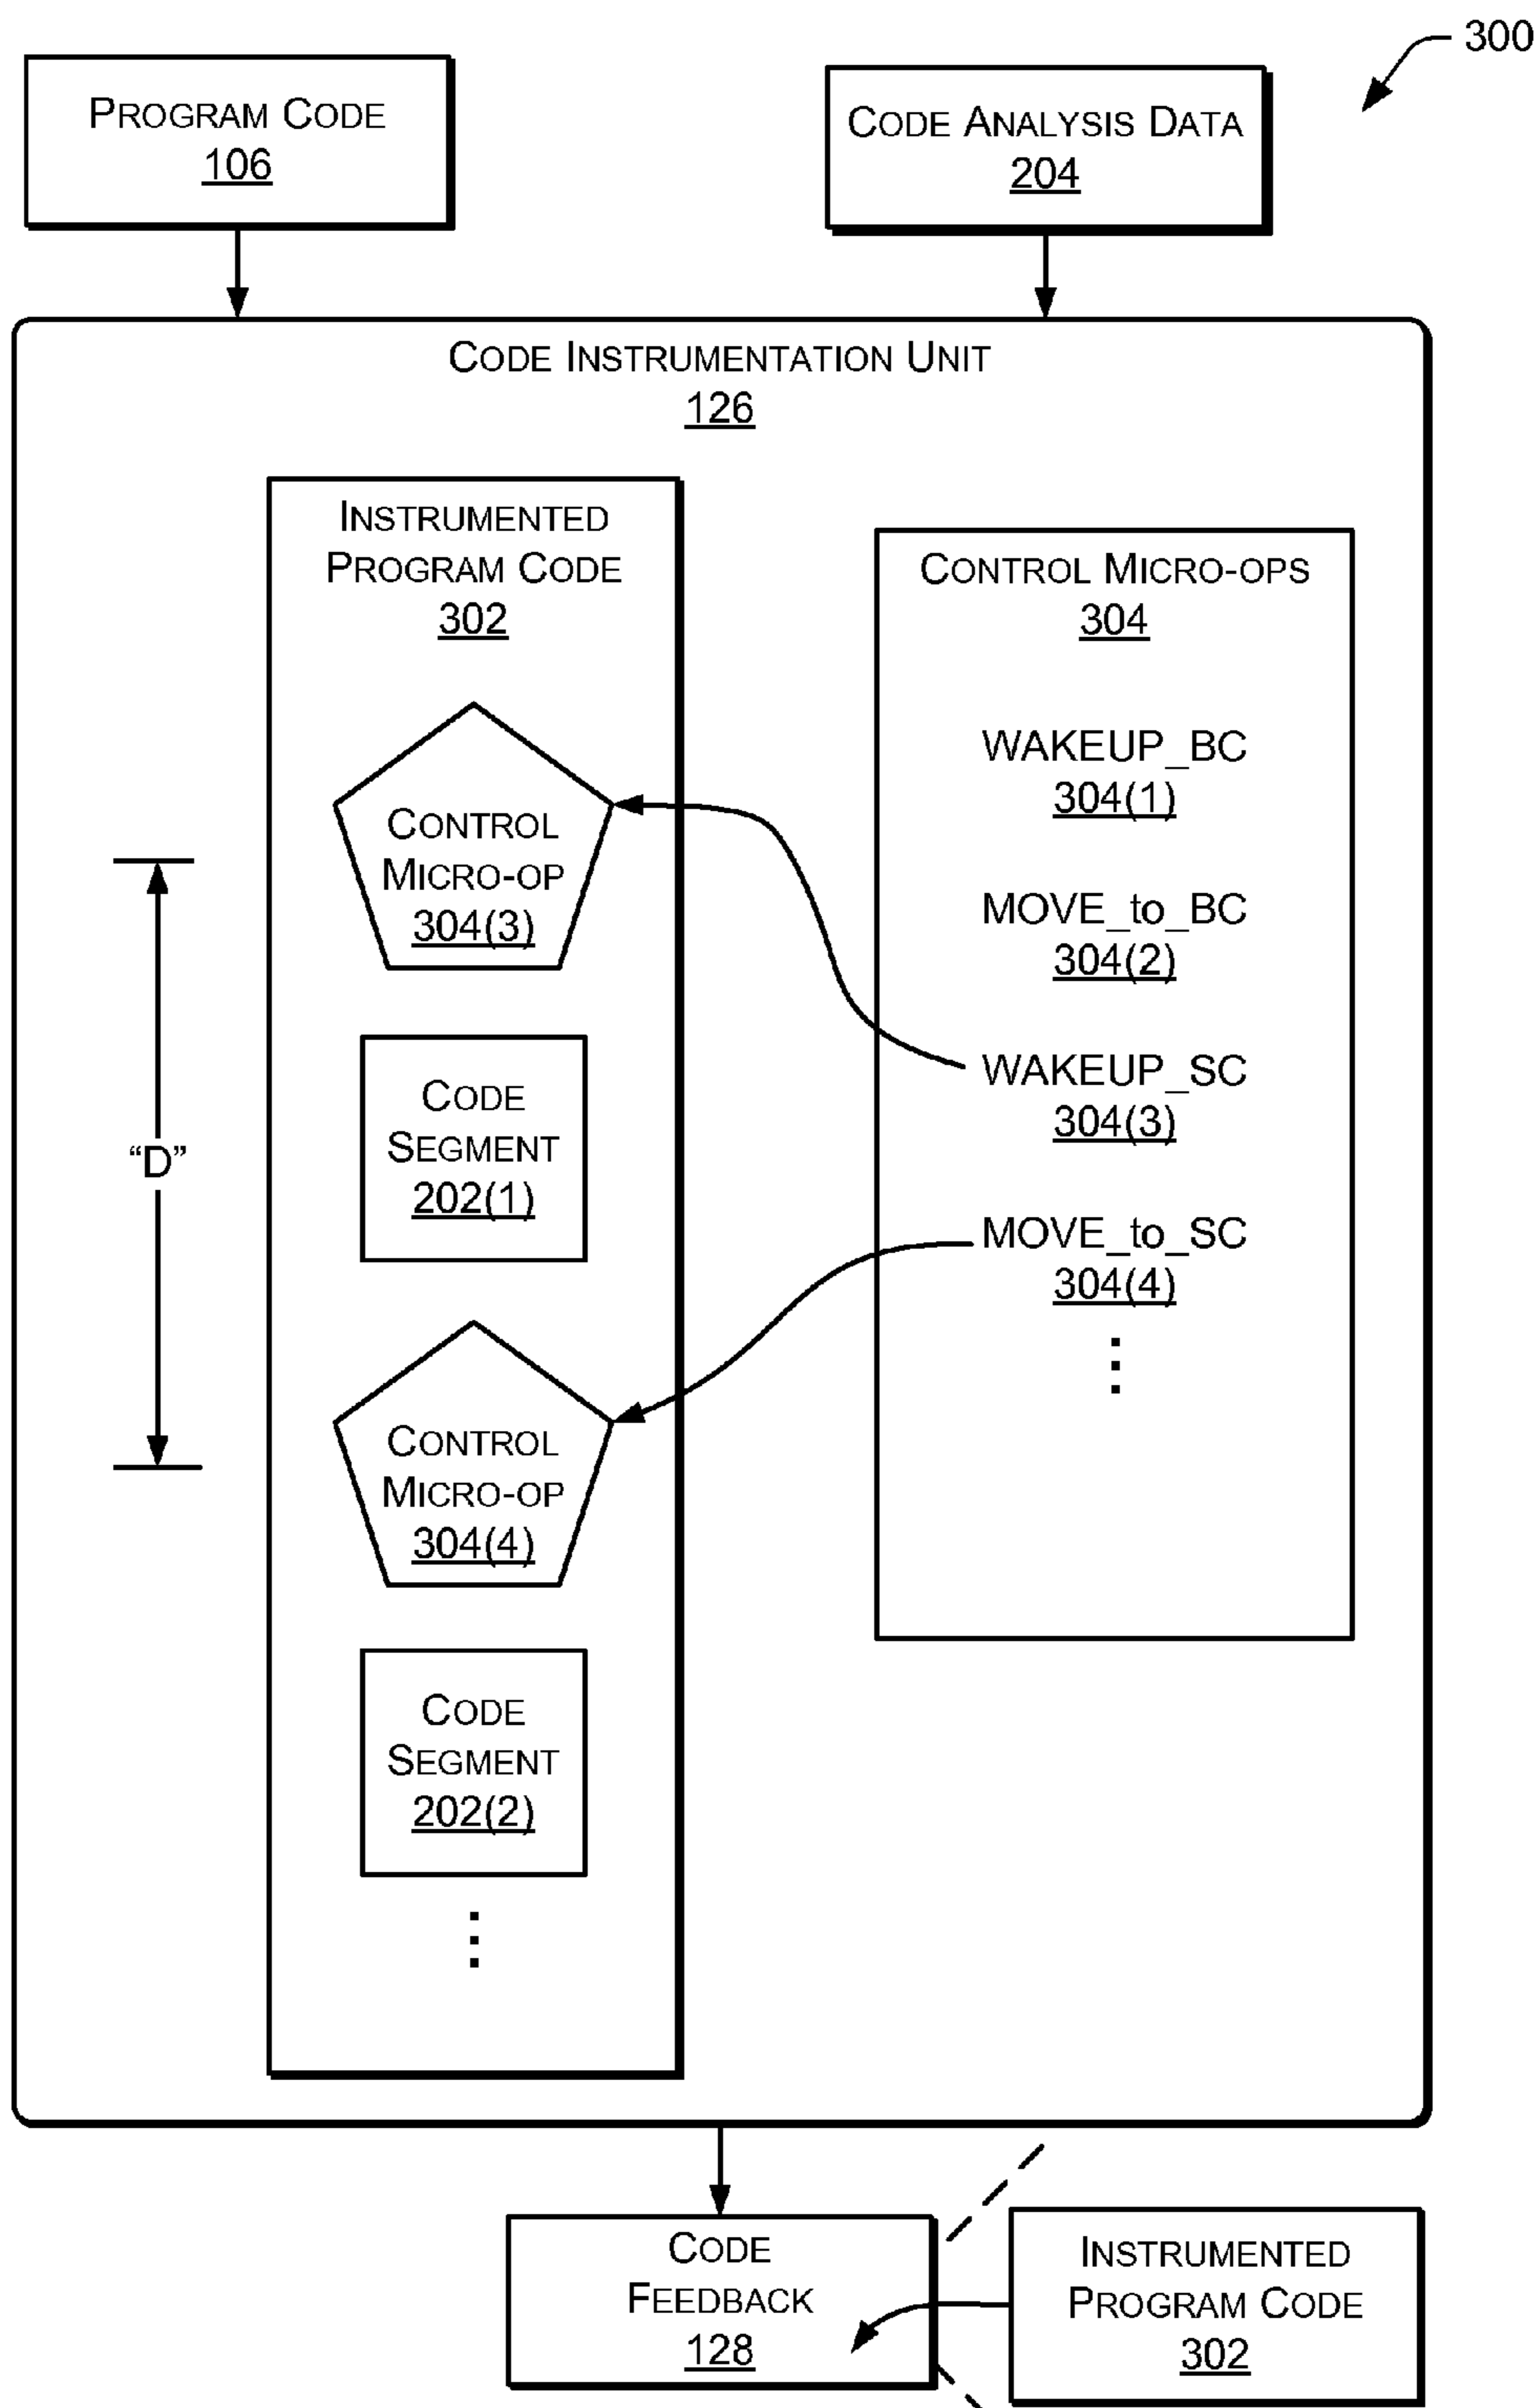 300
PROGRAM CODE
106
CODE ANALYSIS DATA
204
CODE INSTRUMENTATION UNIT
126
INSTRUMENTED
PROGRAM CODE
302
CONTROL
MICRO-OP
304(3)
CODE
SEGMENT
202(1)
CONTROL
MICRO-OP
304(4)
CODE
SEGMENT
202(2)
⋮
“D”
CONTROL MICRO-OPS
304
WAKEUP_BC
304(1)
MOVE_to_BC
304(2)
WAKEUP_SC
304(3)
MOVE_to_SC
304(4)
⋮
CODE
FEEDBACK
128
INSTRUMENTED
PROGRAM CODE
302